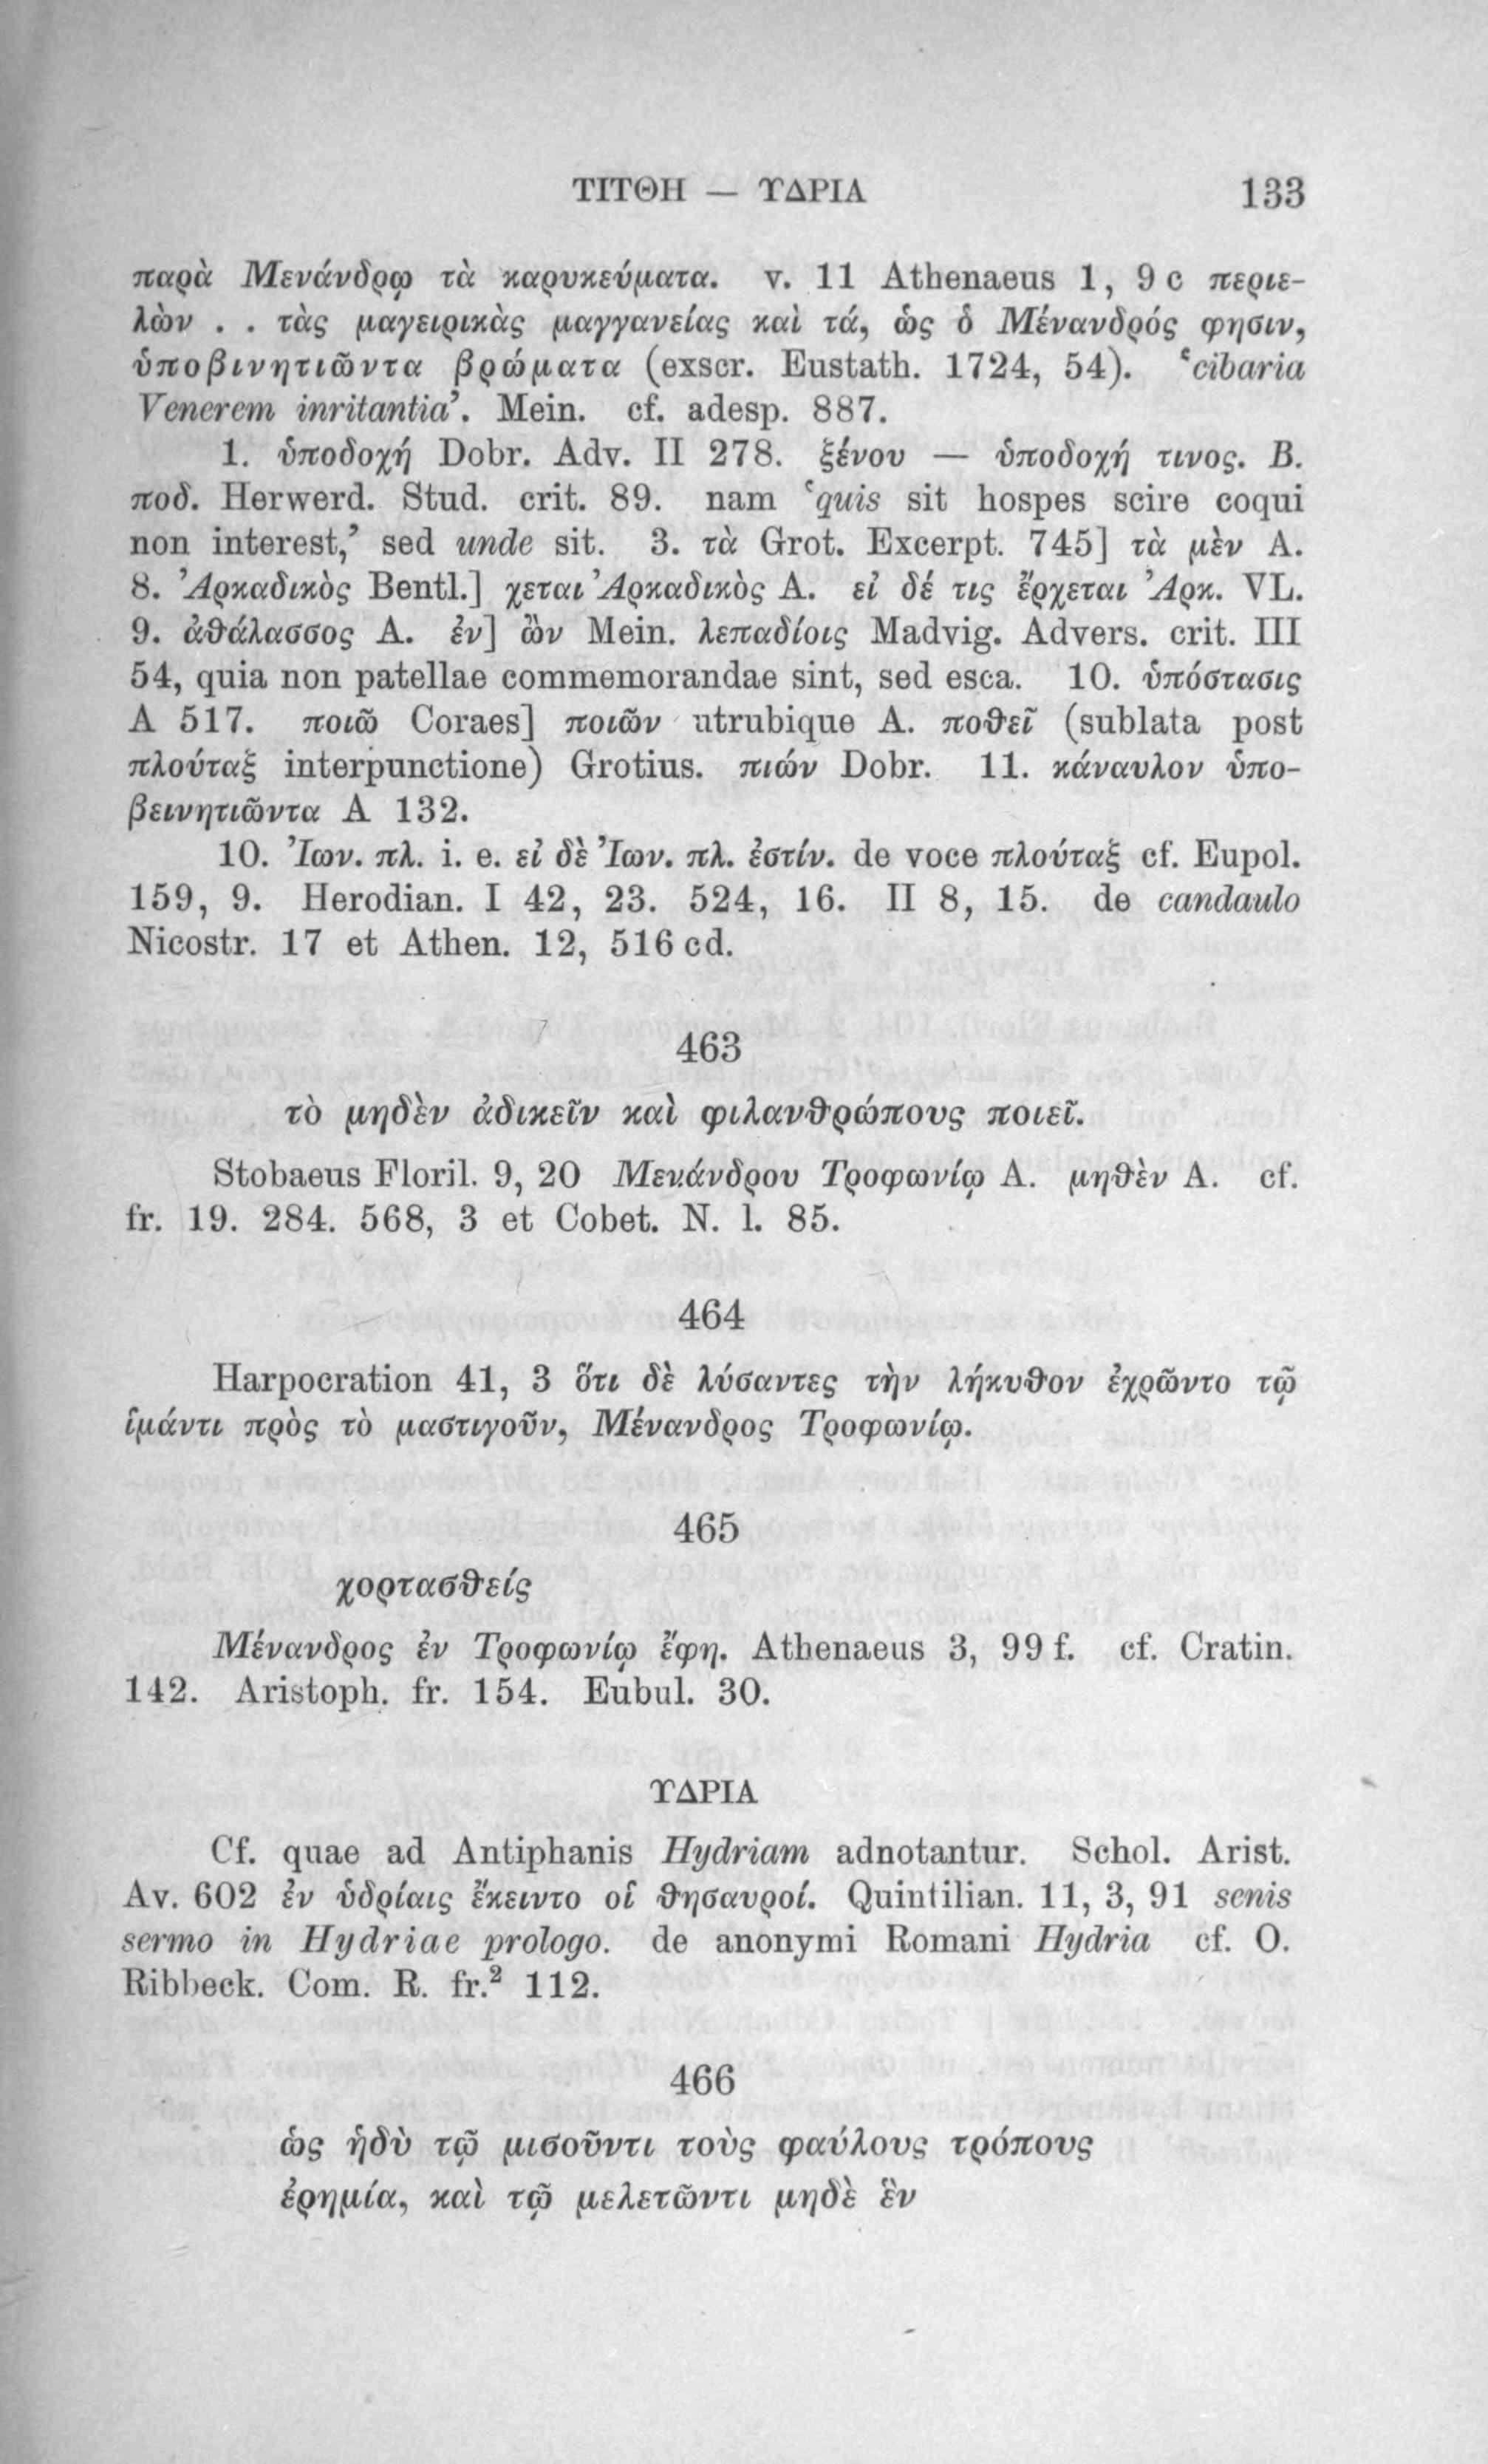 ΤΙΤΘΗ — ΥΔΡΙΑ 133
παρὰ Μενάνδρῳ τὰ καρυκεύματα. v. 11 Athenaeus 1, 9 c περιε-
λὼν . . τὰς μαγειρικὰς μαγγανείας καὶ τά, ὡς ὁ Μένανδρός φησιν,
ὑποβινητιῶντα βρώματα (exscr. Eustath. 1724, 54). ‘cibaria
Venerem inritantia’. Mein. cf. adesp. 887.
1. ὑποδοχή Dobr. Adv. II 278. ξένου — ὑποδοχή τινος. B.
ποδ. Herwerd. Stud. crit. 89. nam ‘quis sit hospes scire coqui
non interest,’ sed unde sit. 3. τὰ Grot. Excerpt. 745] τὰ μὲν A.
8. Ἀρκαδικὸς Bentl.] χεται Ἀρκαδικὸς A. εἰ δέ τις ἔρχεται Ἀρκ. VL.
9. ἀθάλασσος A. ἐν] ὢν Mein. λεπαδίοις Madvig. Advers. crit. III
54, quia non patellae commemorandae sint, sed esca. 10. ὑπόστασις
A 517. ποιῶ Coraes] ποιῶν utrubique A. ποθεῖ (sublata post
πλούταξ interpunctione) Grotius. πιών Dobr. 11. κάναυλον ὑπο-
βεινητιῶντα A 132.
10. Ἰων. πλ. i. e. εἰ δὲ Ἰων. πλ. ἐστίν. de voce πλούταξ cf. Eupol.
159, 9. Herodian. I 42, 23. 524, 16. II 8, 15. de candaulo
Nicostr. 17 et Athen. 12, 516 cd.
463
τὸ μηδὲν ἀδικεῖν καὶ φιλανθρώπους ποιεῖ.
Stobaeus Floril. 9, 20 Μενάνδρου Τροφωνίῳ A. μηθὲν A. cf.
fr. 19. 284. 568, 3 et Cobet. N. l. 85.
464
Harpocration 41, 3 ὅτι δὲ λύσαντες τὴν λήκυθον ἐχρῶντο τῷ
ἱμάντι πρὸς τὸ μαστιγοῦν, Μένανδρος Τροφωνίῳ.
465
χορτασθείς
Μένανδρος ἐν Τροφωνίῳ ἔφη. Athenaeus 3, 99 f. cf. Cratin.
142. Aristoph. fr. 154. Eubul. 30.
ΥΔΡΙΑ
Cf. quae ad Antiphanis Hydriam adnotantur. Schol. Arist.
Av. 602 ἐν ὑδρίαις ἔκειντο οἱ θησαυροί. Quintilian. 11, 3, 91 senis
sermo in Hydriae prologo. de anonymi Romani Hydria cf. O.
Ribbeck. Com. R. fr.² 112.
466
ὡς ἡδὺ τῷ μισοῦντι τοὺς φαύλους τρόπους
ἐρημία, καὶ τῷ μελετῶντι μηδὲ ἓν